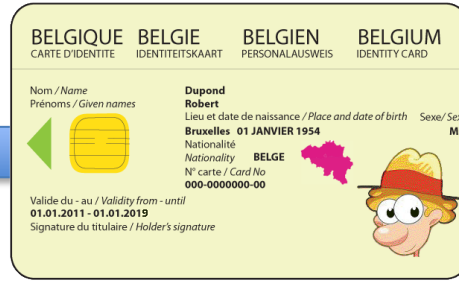 BELGIQUE BELGIE BELGIEN BELGIUM
CARTE D'IDENTITE IDENTITEITSKAART PERSONALAUSWEIS IDENTITY CARD
Nom / Name Dupond
Prénoms / Given names Robert
Lieu et date de naissance / Place and date of birth Sexe/
Bruxelles 01 JANVIER 1954 M
Nationalité
Nationality BELGE
N° carte / Card No
000-0000000-00
Valide du - au / Validity from - until
01.01.2011 - 01.01.2019
Signature du titulaire / Holder's signature